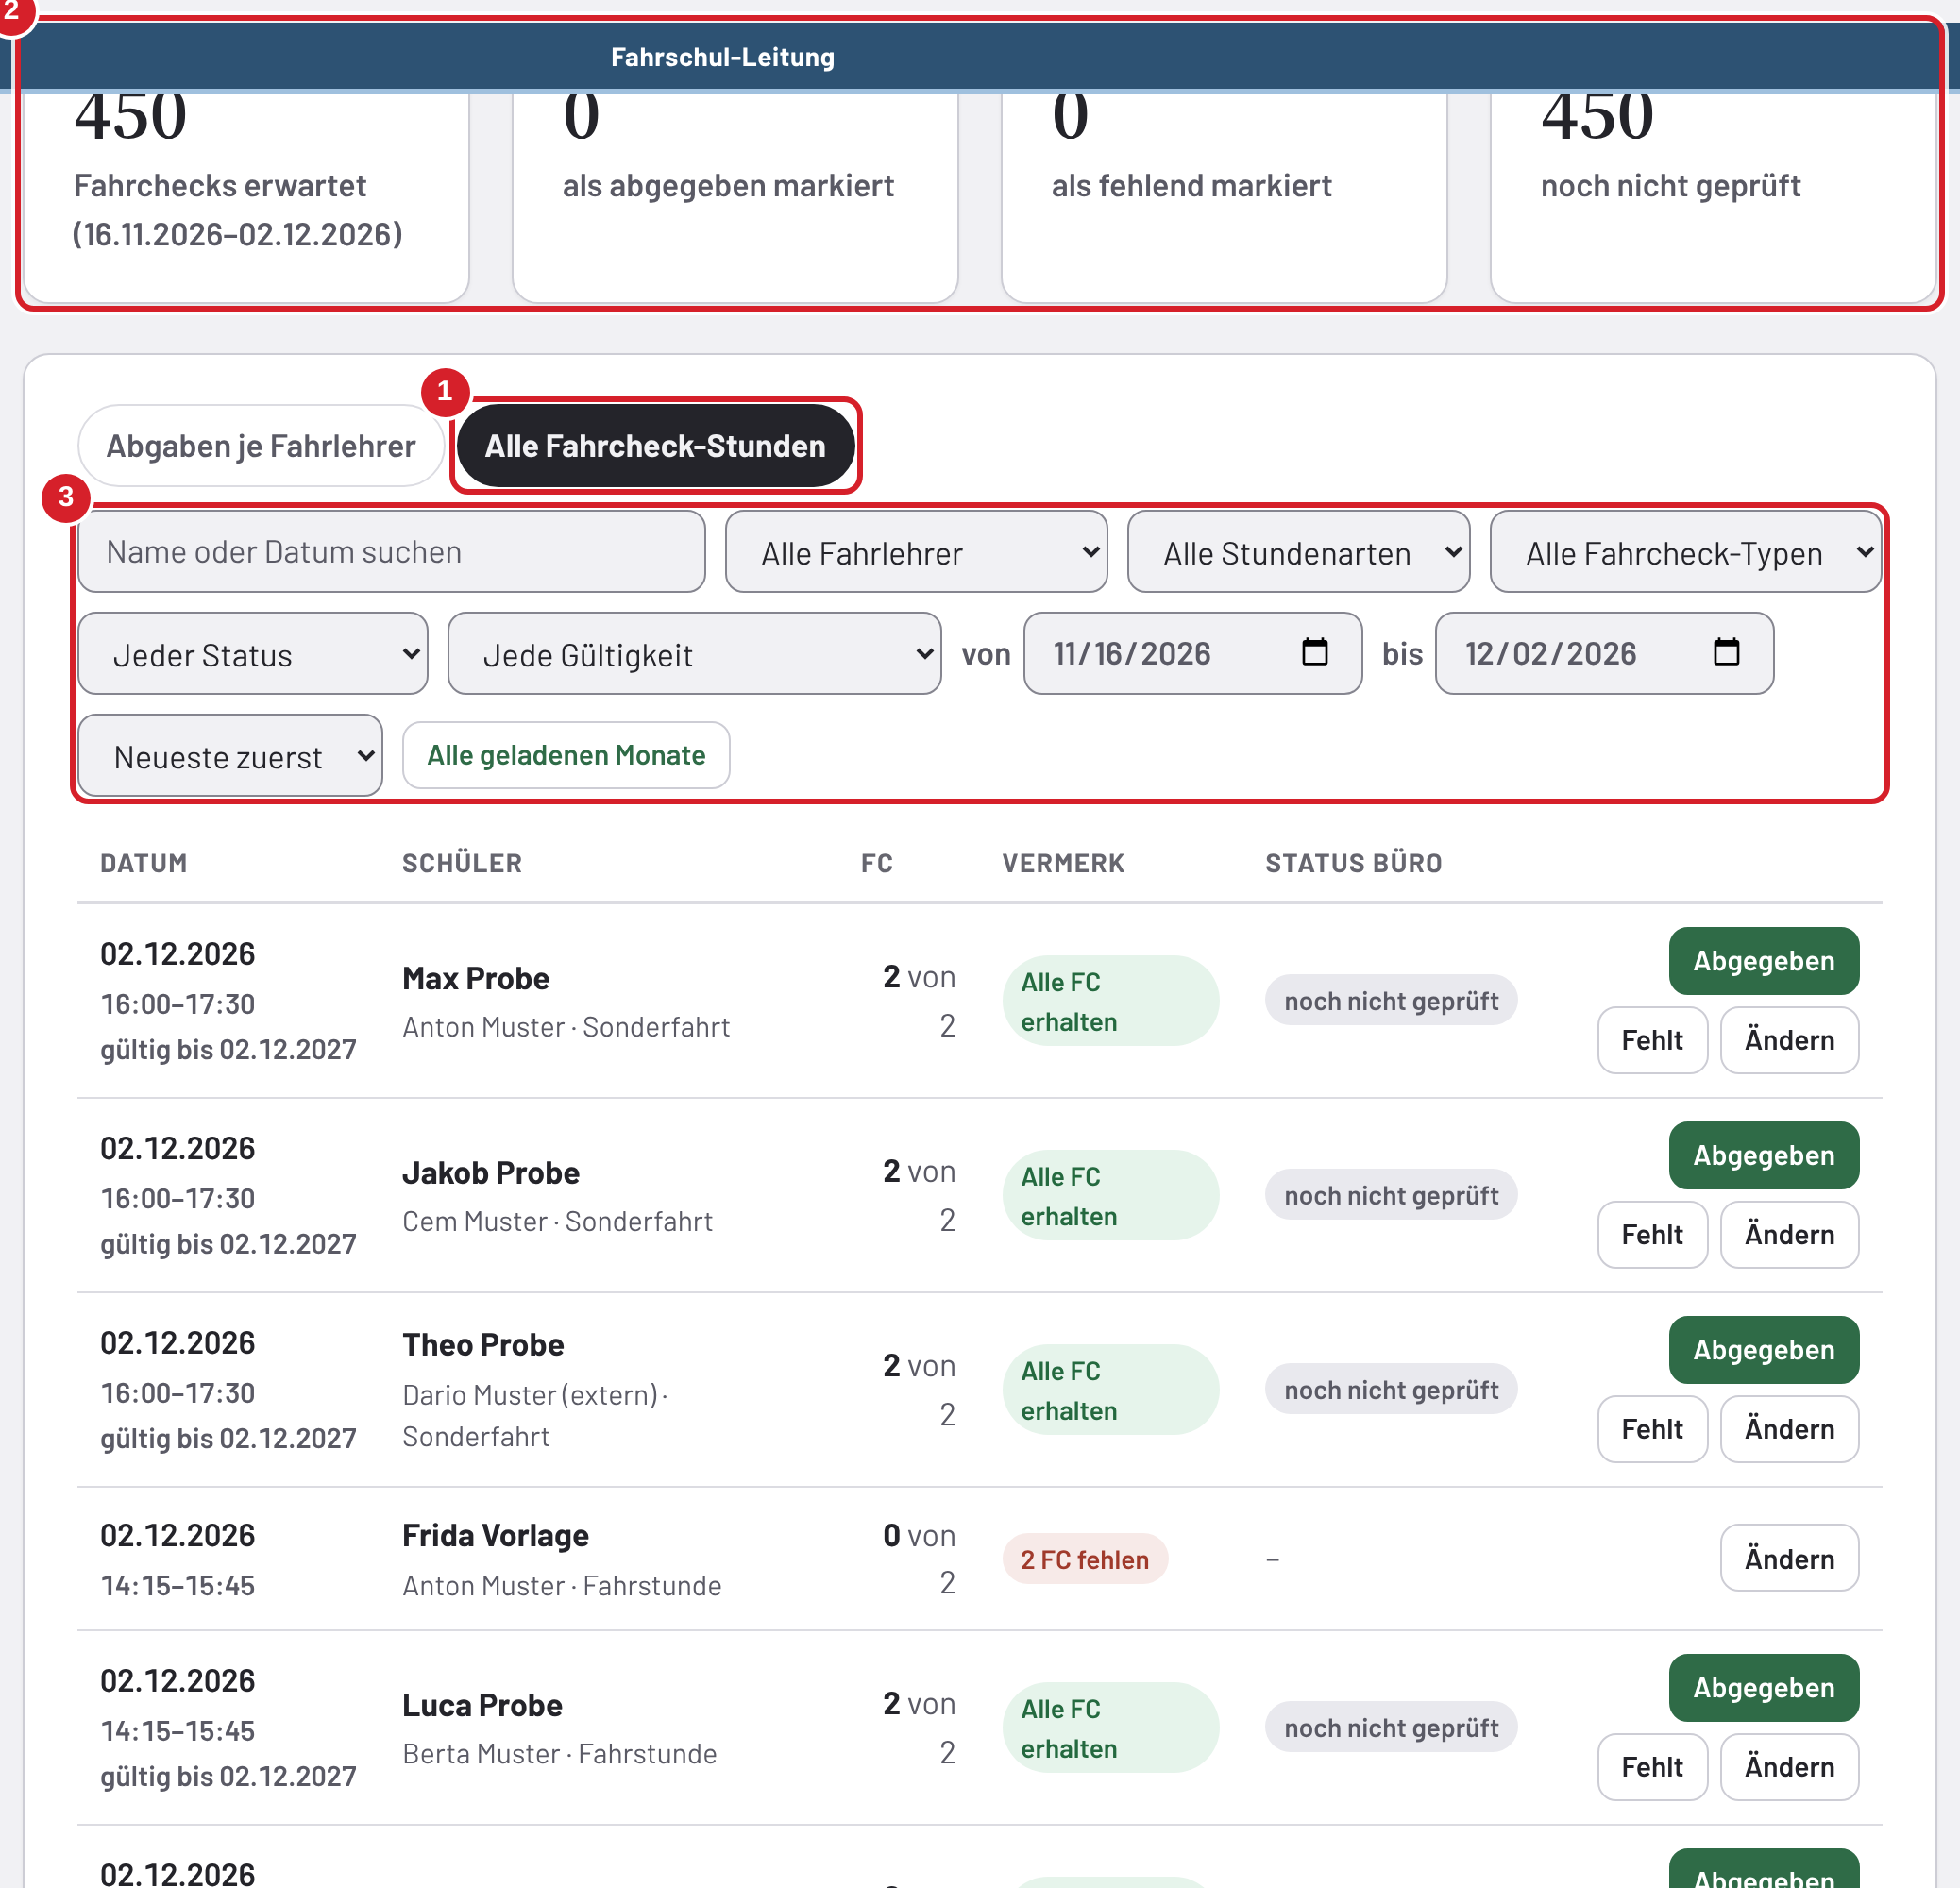 2
Fahrschul-Leitung
450
Fahrchecks erwartet
(16.11.2026–02.12.2026)
0
als abgegeben markiert
0
als fehlend markiert
450
noch nicht geprüft
1
Abgaben je Fahrlehrer
Alle Fahrcheck-Stunden
3
Name oder Datum suchen
Alle Fahrlehrer
Alle Stundenarten
Alle Fahrcheck-Typen
Jeder Status
Jede Gültigkeit
von
11/16/2026
bis
12/02/2026
Neueste zuerst
Alle geladenen Monate
DATUM
SCHÜLER
FC
VERMERK
STATUS BÜRO
02.12.2026
16:00–17:30
gültig bis 02.12.2027
Max Probe
Anton Muster · Sonderfahrt
2 von
2
Alle FC
erhalten
noch nicht geprüft
Abgegeben
Fehlt
Ändern
02.12.2026
16:00–17:30
gültig bis 02.12.2027
Jakob Probe
Cem Muster · Sonderfahrt
2 von
2
Alle FC
erhalten
noch nicht geprüft
Abgegeben
Fehlt
Ändern
02.12.2026
16:00–17:30
gültig bis 02.12.2027
Theo Probe
Dario Muster (extern) ·
Sonderfahrt
2 von
2
Alle FC
erhalten
noch nicht geprüft
Abgegeben
Fehlt
Ändern
02.12.2026
14:15–15:45
Frida Vorlage
Anton Muster · Fahrstunde
0 von
2
2 FC fehlen
–
Ändern
02.12.2026
14:15–15:45
gültig bis 02.12.2027
Luca Probe
Berta Muster · Fahrstunde
2 von
2
Alle FC
erhalten
noch nicht geprüft
Abgegeben
Fehlt
Ändern
02.12.2026
Abgegeben